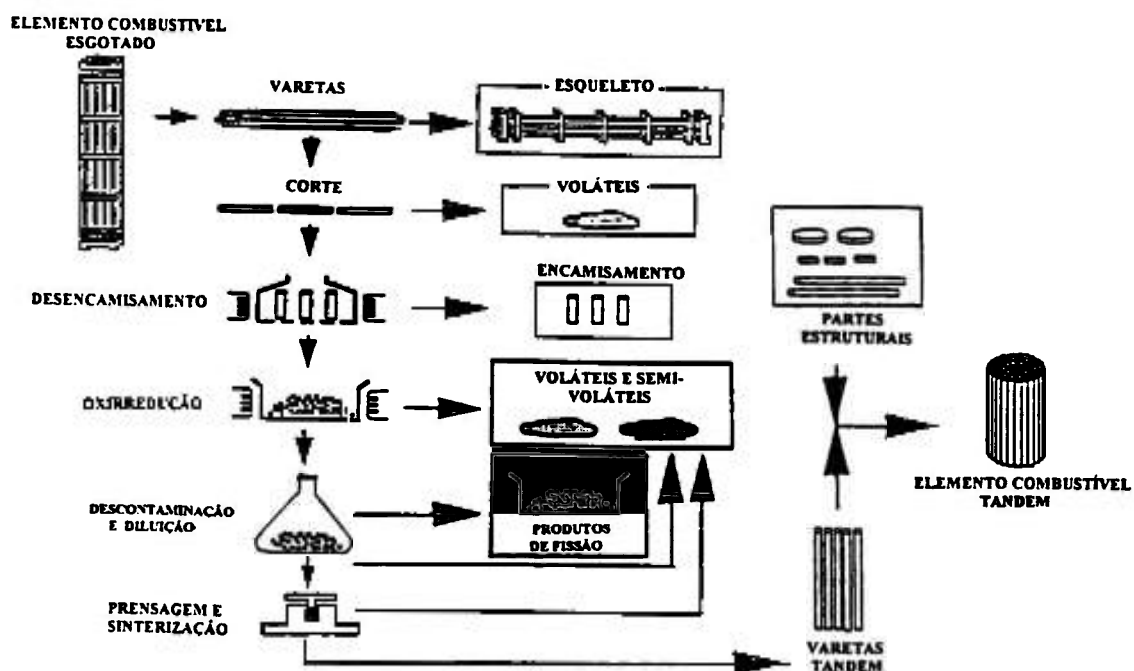 ELEMENTO COMBUSTIVEL
ESGOTADO
VARETAS
ESQUELETO
CORTE
VOLÁTEIS
DESENCAMISAMENTO
ENCAMISAMENTO
PARTES
ESTRUTURAIS
OXIRREDUÇÃO
VOLÁTEIS E SEMI-
VOLÁTEIS
ELEMENTO COMBUSTÍVEL
TANDEM
DESCONTAMINAÇÃO
E DILUIÇÃO
PRODUTOS
DE FISSÃO
PRENSAGEM E
SINTERIZAÇÃO
VARETAS
TANDEM